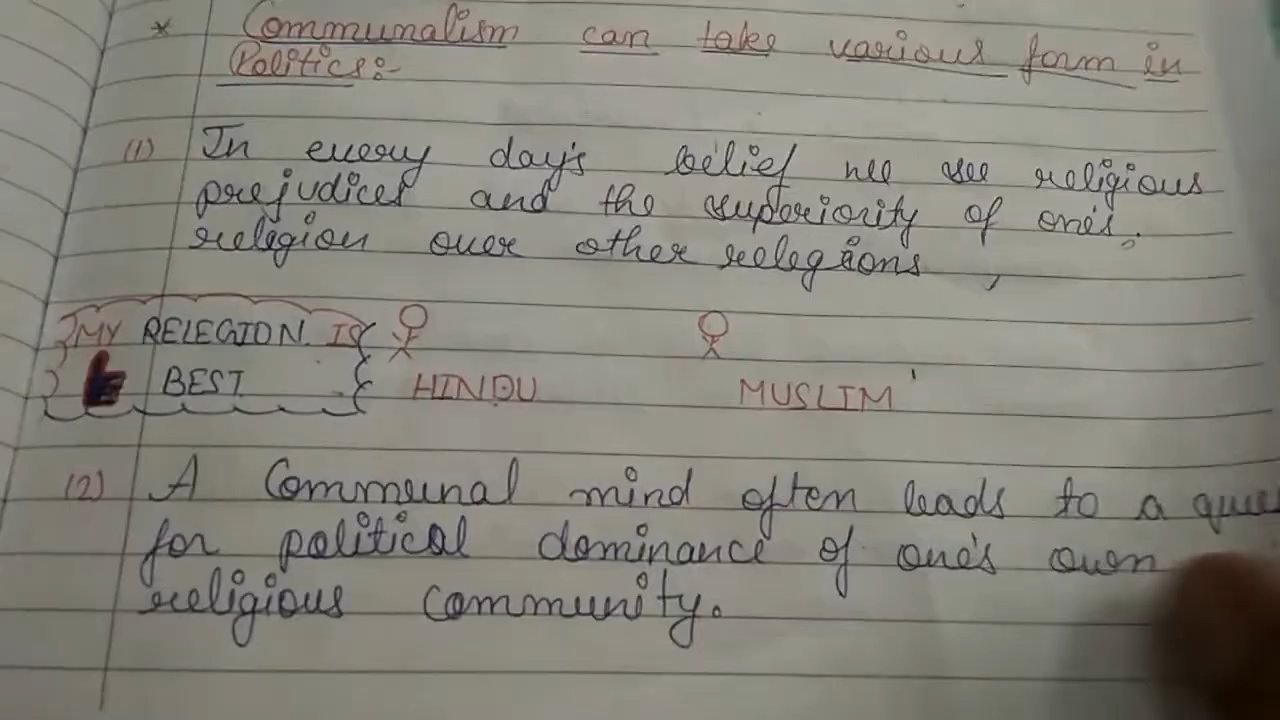 * Communalism can take various form in
Politics:-
(1) In every day's belief we see religious
prejudices and the superiority of one's,
relegion over other relegions,
MY RELEGION IS
BEST
HINDU MUSLIM
(2) A Communal mind often leads to a
for political dominance of one's own
religious community.